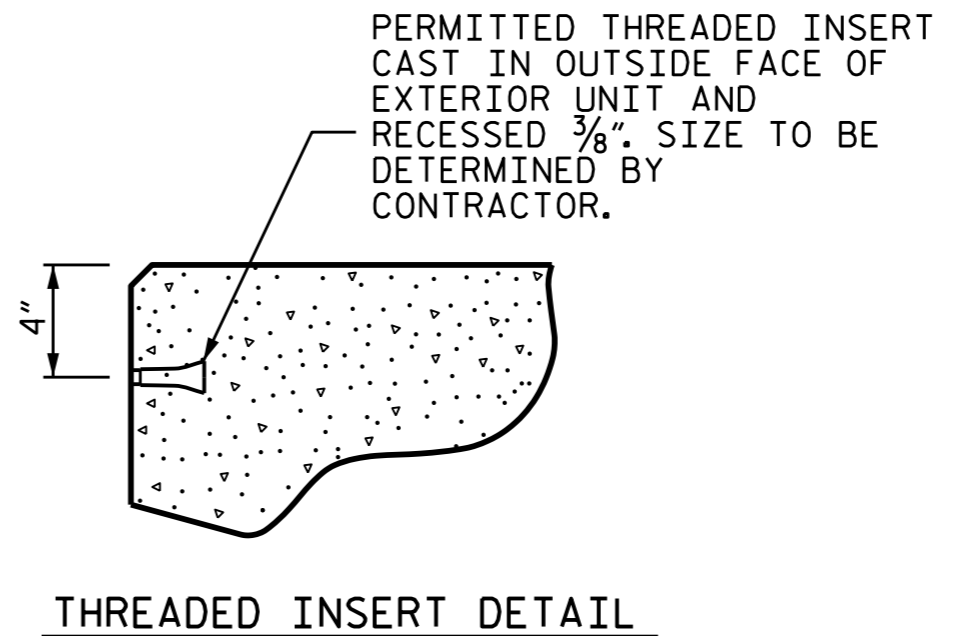 PERMITTED THREADED INSERT
CAST IN OUTSIDE FACE OF
EXTERIOR UNIT AND
RECESSED 3/8". SIZE TO BE
DETERMINED BY
CONTRACTOR.
4"
THREADED INSERT DETAIL